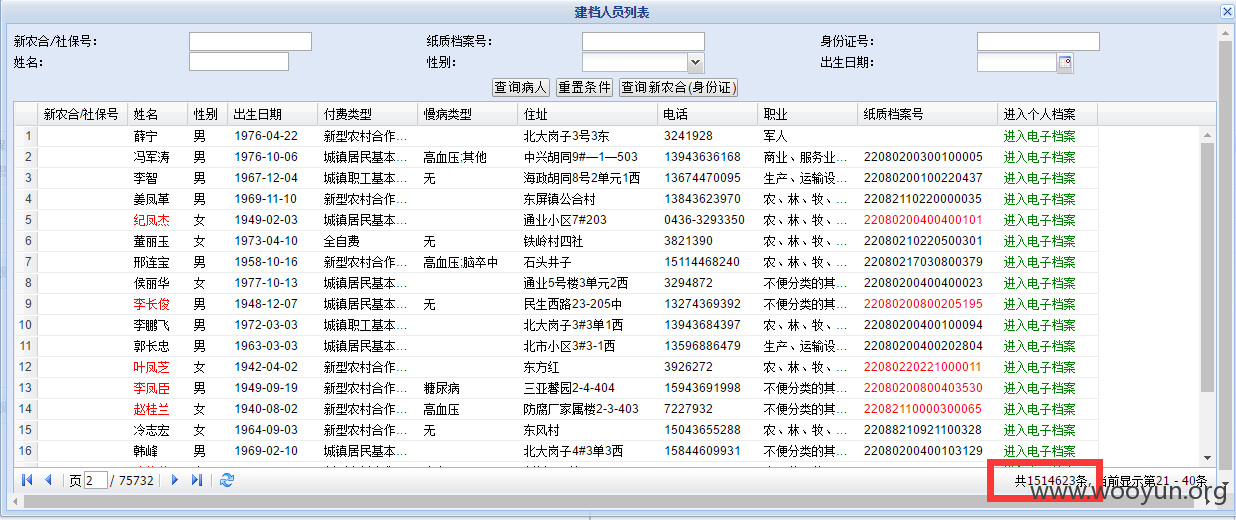 建档人员列表
新农合/社保号： 纸质档案号： 身份证号：
姓名： 性别： 出生日期：
查询病人 重置条件 查询新农合(身份证)
新农合/社保号 姓名 性别 出生日期 付费类型 慢病类型 住址 电话 职业 纸质档案号 进入个人档案
1 薛宁 男 1976-04-22 新型农村合作... 北大岗子3号3东 3241928 军人 进入电子档案
2 冯军涛 男 1976-10-06 城镇居民基本... 高血压;其他 中兴胡同9#—1—503 13943636168 商业、服务业... 22080200300100005 进入电子档案
3 李智 男 1967-12-04 城镇职工基本... 无 海政胡同8号2单元1西 13674470095 生产、运输设... 22080200100220437 进入电子档案
4 姜凤革 男 1969-11-10 新型农村合作... 东屏镇公合村 13843623970 农、林、牧、... 22082110220000035 进入电子档案
5 纪凤杰 女 1949-02-03 城镇居民基本... 通业小区7#203 0436-3293350 农、林、牧、... 22080200400400101 进入电子档案
6 董丽玉 女 1973-04-10 全自费 无 铁岭村四社 3821390 农、林、牧、... 22080210220500301 进入电子档案
7 邢连宝 男 1958-10-16 新型农村合作... 高血压;脑卒中 石头井子 15114468240 农、林、牧、... 22080217030800379 进入电子档案
8 侯丽华 女 1977-10-13 城镇居民基本... 通业5号楼3单元2西 3294872 不便分类的其... 22080200400400023 进入电子档案
9 李长俊 男 1948-12-07 城镇居民基本... 无 民生西路23-205中 13274369392 不便分类的其... 22080200800205195 进入电子档案
10 李鹏飞 男 1972-03-03 城镇职工基本... 北大岗子3#3单1西 13943684397 农、林、牧、... 22080200400100094 进入电子档案
11 郭长忠 男 1963-03-03 城镇居民基本... 北市小区3#3-1西 13596886479 生产、运输设... 22080200400202804 进入电子档案
12 叶凤芝 女 1942-04-02 新型农村合作... 东方红 3926272 农、林、牧、... 22080220221000011 进入电子档案
13 李凤臣 男 1949-09-19 新型农村合作... 糖尿病 三亚馨园2-4-404 15943691998 不便分类的其... 22080200800403530 进入电子档案
14 赵桂兰 女 1940-08-02 新型农村合作... 高血压 防腐厂家属楼2-3-403 7227932 不便分类的其... 22082110000300065 进入电子档案
15 冷志宏 女 1964-09-03 新型农村合作... 无 东风村 15043655288 农、林、牧、... 22088210921100328 进入电子档案
16 韩峰 男 1969-02-10 城镇居民基本... 北大岗子4#3单3西 15844609931 不便分类的其... 22080200400103129 进入电子档案
页 2 / 75732 共1514623条, 当前显示第21 - 40条
www.wooyun.org